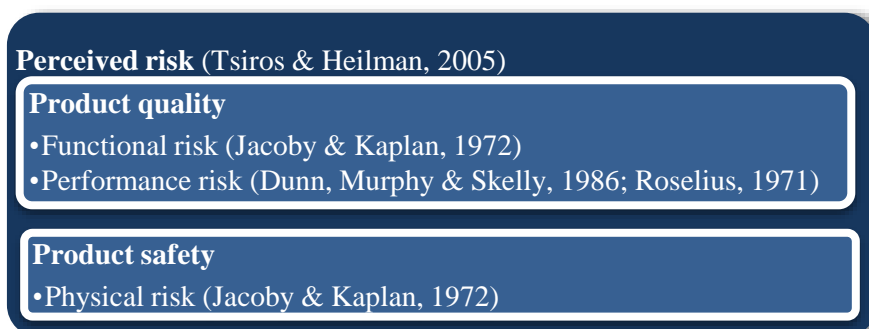 Perceived risk (Tsiros & Heilman, 2005)
Product quality
•Functional risk (Jacoby & Kaplan, 1972)
•Performance risk (Dunn, Murphy & Skelly, 1986; Roselius, 1971)
Product safety
•Physical risk (Jacoby & Kaplan, 1972)